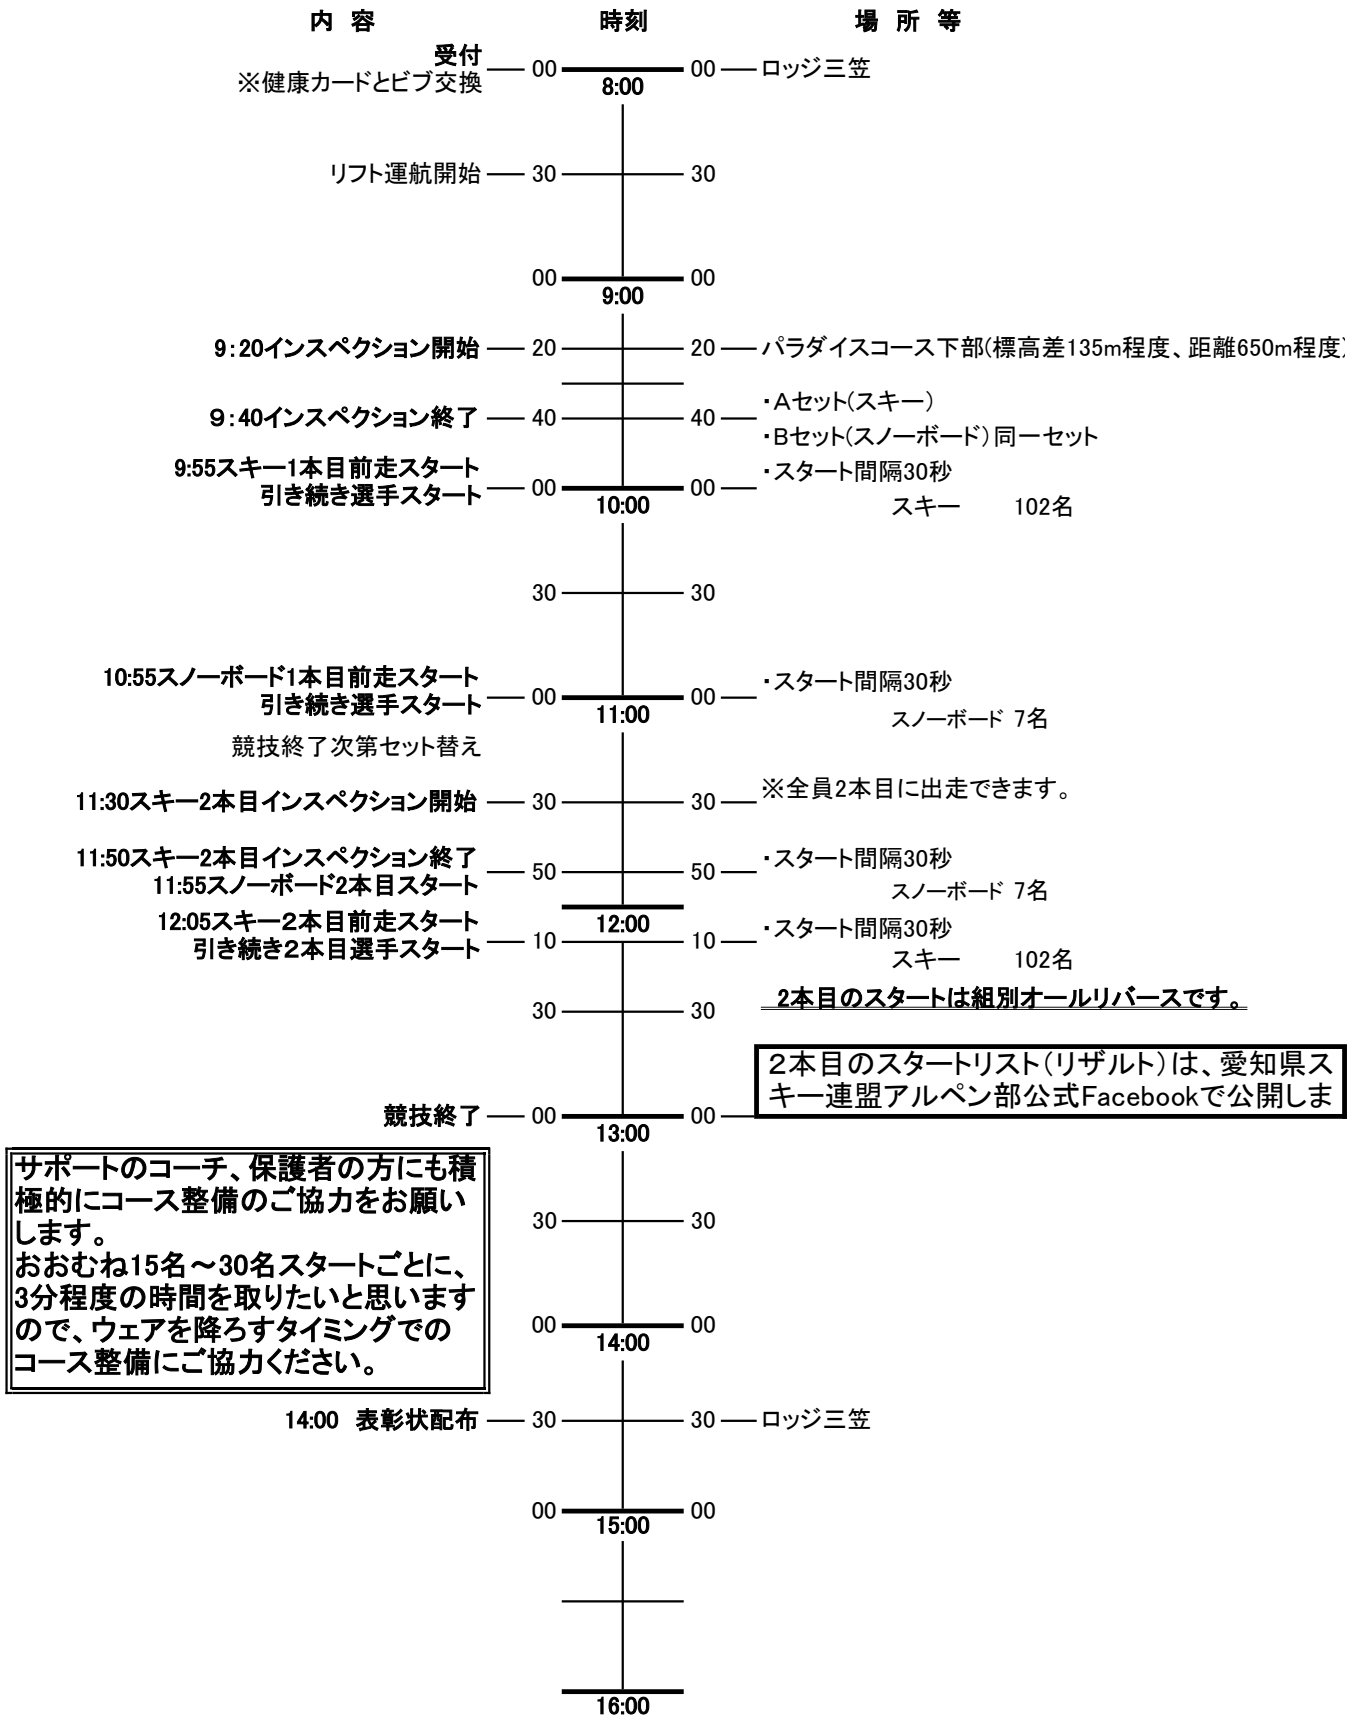 内 容 時刻 場 所 等
受付
※健康カードとビブ交換 00 00 ロッジ三笠
8:00
リフト運航開始 30 30
00 00
9:00
9:20インスペクション開始 20 20 パラダイスコース下部(標高差135m程度、距離650m程度)
・Aセット(スキー)
9:40インスペクション終了 40 40
・Bセット(スノーボード)同一セット
9:55スキー1本目前走スタート ・スタート間隔30秒
引き続き選手スタート 00 00
10:00 スキー 102名
30 30
10:55スノーボード1本目前走スタート ・スタート間隔30秒
引き続き選手スタート 00 00
11:00 スノーボード 7名
競技終了次第セット替え
※全員2本目に出走できます。
11:30スキー2本目インスペクション開始 30 30
11:50スキー2本目インスペクション終了 ・スタート間隔30秒
50 50
11:55スノーボード2本目スタート スノーボード 7名
12:05スキー2本目前走スタート 12:00 ・スタート間隔30秒
引き続き2本目選手スタート 10 10
スキー 102名
2本目のスタートは組別オールリバースです。
30 30
2本目のスタートリスト(リザルト)は、愛知県ス
キー連盟アルペン部公式Facebookで公開しま
競技終了 00 00
13:00
サポートのコーチ、保護者の方にも積
極的にコース整備のご協力をお願い
します。
おおむね15名～30名スタートごとに、
3分程度の時間を取りたいと思います
ので、ウェアを降ろすタイミングでの
コース整備にご協力ください。
30 30
00 00
14:00
14:00 表彰状配布 30 30 ロッジ三笠
00 00
15:00
16:00